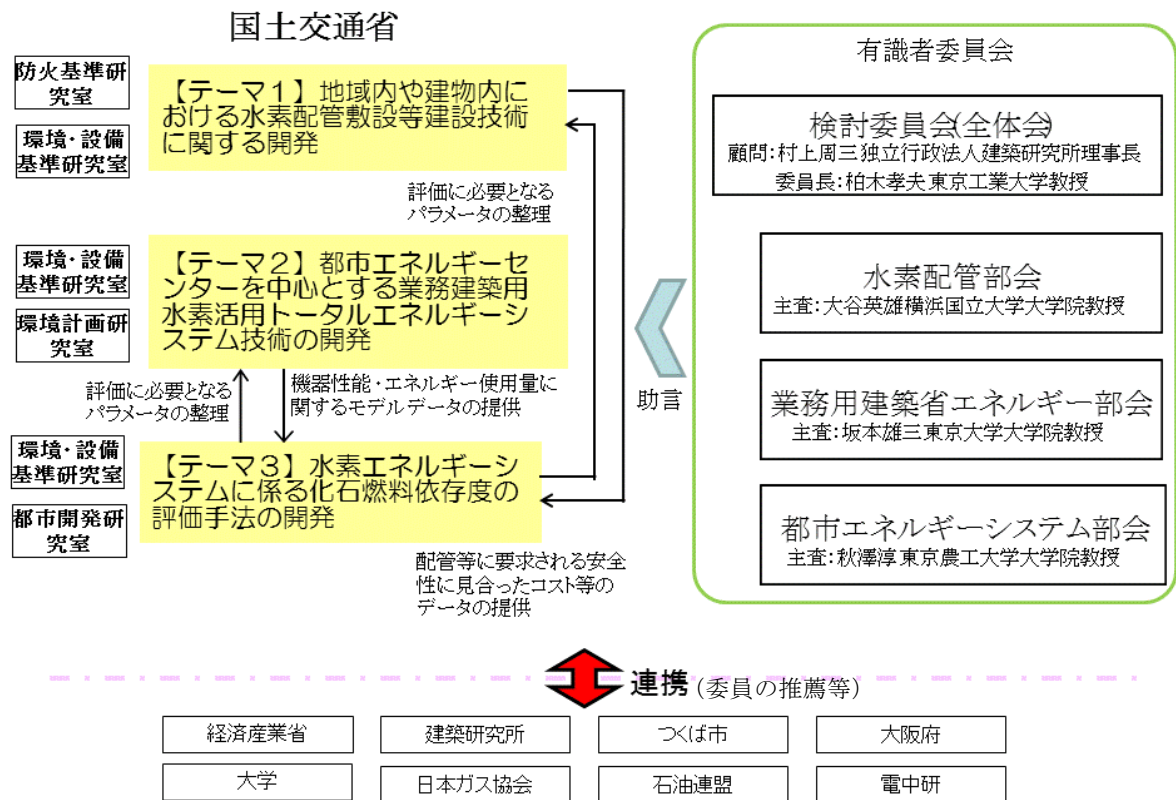 国土交通省
防火基準研
究室
環境・設備
基準研究室
【テーマ１】地域内や建物内に
おける水素配管敷設等建設技術
に関する開発
評価に必要となる
パラメータの整理
環境・設備
基準研究室
環境計画研
究室
【テーマ２】都市エネルギーセ
ンターを中心とする業務建築用
水素活用トータルエネルギーシ
ステム技術の開発
評価に必要となる
パラメータの整理
機器性能・エネルギー使用量に
関するモデルデータの提供
環境・設備
基準研究室
都市開発研
究室
【テーマ３】水素エネルギーシ
ステムに係る化石燃料依存度の
評価手法の開発
配管等に要求される安全
性に見合ったコスト等の
データの提供
助言
有識者委員会
検討委員会(全体会)
顧問:村上周三独立行政法人建築研究所理事長
委員長:柏木孝夫東京工業大学教授
水素配管部会
主査:大谷英雄横浜国立大学大学院教授
業務用建築省エネルギー部会
主査:坂本雄三東京大学大学院教授
都市エネルギーシステム部会
主査:秋澤淳東京農工大学大学院教授
連携(委員の推薦等)
経済産業省
建築研究所
つくば市
大阪府
大学
日本ガス協会
石油連盟
電中研